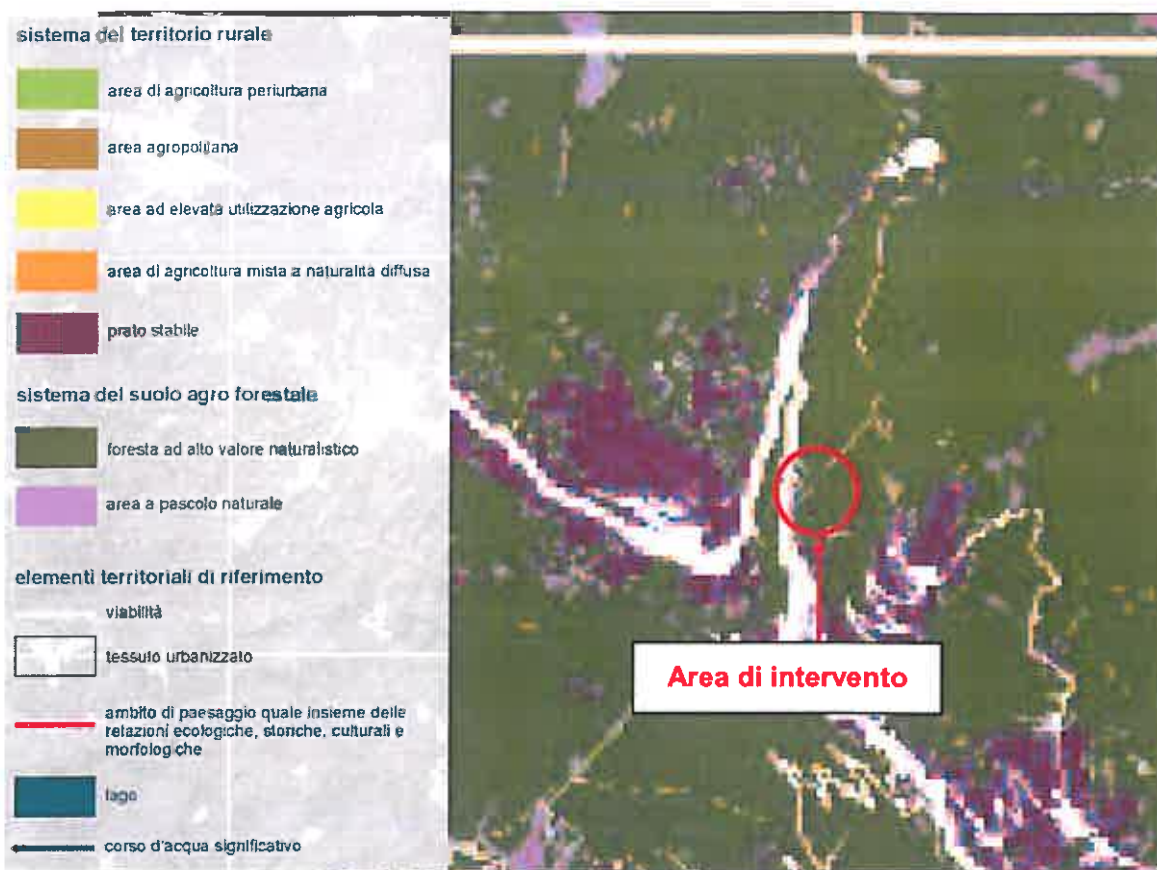 sistema del territorio rurale
area di agricoltura periurbana
area agropolitana
area ad elevata utilizzazione agricola
area di agricoltura mista a naturalità diffusa
prato stabile
sistema del suolo agro forestale
foresta ad alto valore naturalistico
area a pascolo naturale
elementi territoriali di riferimento
viabilità
tessuto urbanizzato
ambito di paesaggio quale insieme delle
relazioni ecologiche, storiche, culturali e
morfologiche
lago
corso d'acqua significativo
Area di intervento